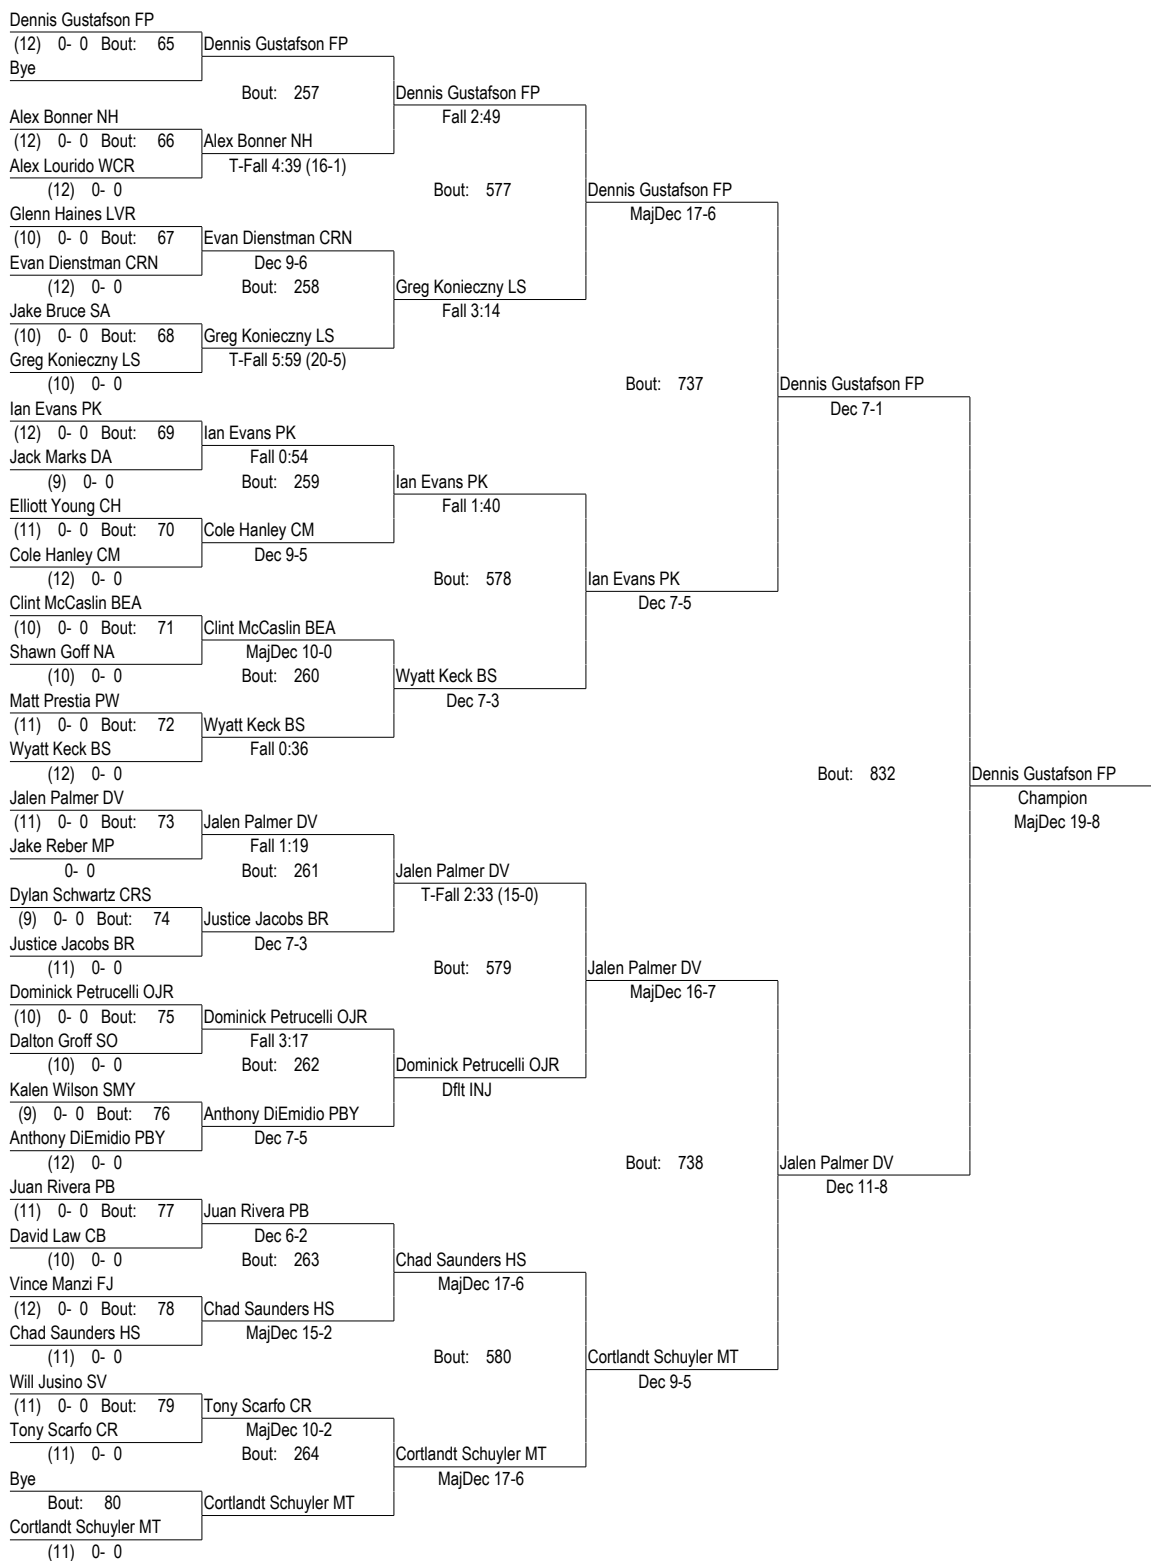 Dennis Gustafson FP
(12) 0- 0 Bout: 65 Dennis Gustafson FP
Bye
Bout: 257 Dennis Gustafson FP
Alex Bonner NH Fall 2:49
(12) 0- 0 Bout: 66 Alex Bonner NH
Alex Lourido WCR T-Fall 4:39 (16-1)
(12) 0- 0 Bout: 577 Dennis Gustafson FP
Glenn Haines LVR MajDec 17-6
(10) 0- 0 Bout: 67 Evan Dienstman CRN
Evan Dienstman CRN Dec 9-6
(12) 0- 0 Bout: 258 Greg Konieczny LS
Jake Bruce SA Fall 3:14
(10) 0- 0 Bout: 68 Greg Konieczny LS
Greg Konieczny LS T-Fall 5:59 (20-5)
(10) 0- 0 Bout: 737 Dennis Gustafson FP
Ian Evans PK Dec 7-1
(12) 0- 0 Bout: 69 Ian Evans PK
Jack Marks DA Fall 0:54
(9) 0- 0 Bout: 259 Ian Evans PK
Elliott Young CH Fall 1:40
(11) 0- 0 Bout: 70 Cole Hanley CM
Cole Hanley CM Dec 9-5
(12) 0- 0 Bout: 578 Ian Evans PK
Clint McCaslin BEA Dec 7-5
(10) 0- 0 Bout: 71 Clint McCaslin BEA
Shawn Goff NA MajDec 10-0
(10) 0- 0 Bout: 260 Wyatt Keck BS
Matt Prestia PW Dec 7-3
(11) 0- 0 Bout: 72 Wyatt Keck BS
Wyatt Keck BS Fall 0:36
(12) 0- 0 Bout: 832 Dennis Gustafson FP
Jalen Palmer DV Champion
(11) 0- 0 Bout: 73 Jalen Palmer DV MajDec 19-8
Jake Reber MP Fall 1:19
0- 0 Bout: 261 Jalen Palmer DV
Dylan Schwartz CRS T-Fall 2:33 (15-0)
(9) 0- 0 Bout: 74 Justice Jacobs BR
Justice Jacobs BR Dec 7-3
(11) 0- 0 Bout: 579 Jalen Palmer DV
Dominick Petrucelli OJR MajDec 16-7
(10) 0- 0 Bout: 75 Dominick Petrucelli OJR
Dalton Groff SO Fall 3:17
(10) 0- 0 Bout: 262 Dominick Petrucelli OJR
Kalen Wilson SMY Dflt INJ
(9) 0- 0 Bout: 76 Anthony DiEmidio PBY
Anthony DiEmidio PBY Dec 7-5
(12) 0- 0 Bout: 738 Jalen Palmer DV
Juan Rivera PB Dec 11-8
(11) 0- 0 Bout: 77 Juan Rivera PB
David Law CB Dec 6-2
(10) 0- 0 Bout: 263 Chad Saunders HS
Vince Manzi FJ MajDec 17-6
(12) 0- 0 Bout: 78 Chad Saunders HS
Chad Saunders HS MajDec 15-2
(11) 0- 0 Bout: 580 Cortlandt Schuyler MT
Will Jusino SV Dec 9-5
(11) 0- 0 Bout: 79 Tony Scarfo CR
Tony Scarfo CR MajDec 10-2
(11) 0- 0 Bout: 264 Cortlandt Schuyler MT
Bye MajDec 17-6
Bout: 80 Cortlandt Schuyler MT
Cortlandt Schuyler MT
(11) 0- 0